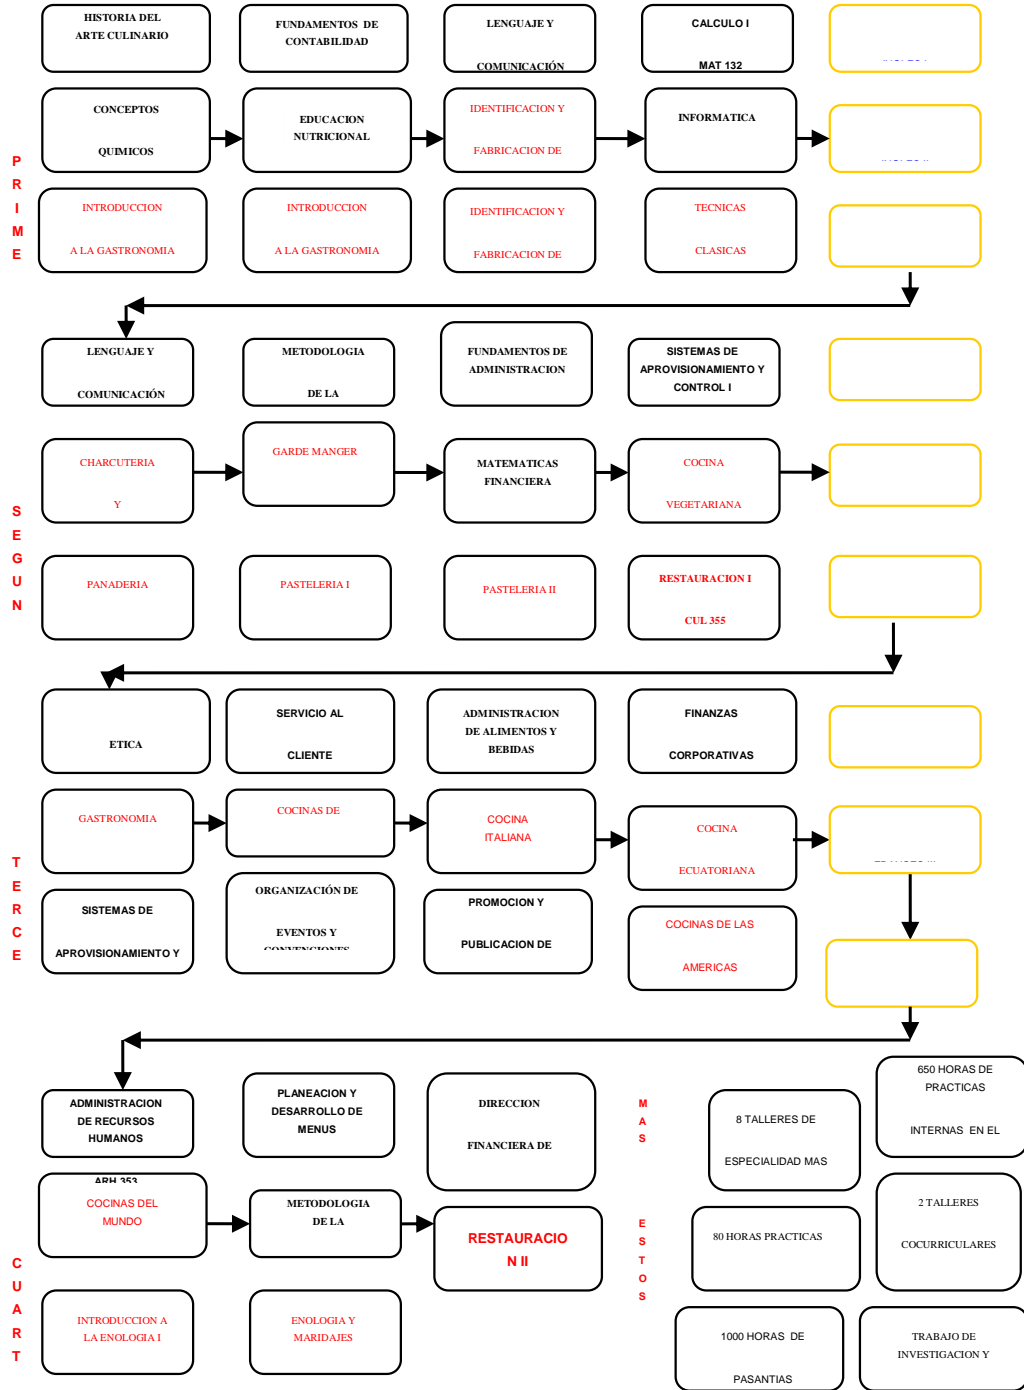 HISTORIA DEL
ARTE CULINARIO
FUNDAMENTOS DE
CONTABILIDAD
LENGUAJE Y
COMUNICACIÓN
CALCULO I
MAT 132
CONCEPTOS
QUIMICOS
EDUCACION
NUTRICIONAL
IDENTIFICACION Y
FABRICACION DE
INFORMATICA
INTRODUCCION
A LA GASTRONOMIA
INTRODUCCION
A LA GASTRONOMIA
IDENTIFICACION Y
FABRICACION DE
TECNICAS
CLASICAS
P
R
I
M
E
LENGUAJE Y
COMUNICACIÓN
METODOLOGIA
DE LA
FUNDAMENTOS DE
ADMINISTRACION
SISTEMAS DE
APROVISIONAMIENTO Y
CONTROL I
CHARCUTERIA
Y
GARDE MANGER
MATEMATICAS
FINANCIERA
COCINA
VEGETARIANA
PANADERIA
PASTELERIA I
PASTELERIA II
RESTAURACION I
CUL 355
S
E
G
U
N
ETICA
SERVICIO AL
CLIENTE
ADMINISTRACION
DE ALIMENTOS Y
BEBIDAS
FINANZAS
CORPORATIVAS
GASTRONOMIA
COCINAS DE
COCINA
ITALIANA
COCINA
ECUATORIANA
SISTEMAS DE
APROVISIONAMIENTO Y
ORGANIZACIÓN DE
EVENTOS Y
CONVENCIONES
PROMOCION Y
PUBLICACION DE
COCINAS DE LAS
AMERICAS
T
E
R
C
E
ADMINISTRACION
DE RECURSOS
HUMANOS
ARH 353
PLANEACION Y
DESARROLLO DE
MENUS
DIRECCION
FINANCIERA DE
COCINAS DEL
MUNDO
METODOLOGIA
DE LA
RESTAURACIO
N II
INTRODUCCION A
LA ENOLOGIA I
ENOLOGIA Y
MARIDAJES
C
U
A
R
T
M
A
S
E
S
T
O
S
8 TALLERES DE
ESPECIALIDAD MAS
650 HORAS DE
PRACTICAS
INTERNAS EN EL
80 HORAS PRACTICAS
2 TALLERES
COCURRICULARES
1000 HORAS DE
PASANTIAS
TRABAJO DE
INVESTIGACION Y